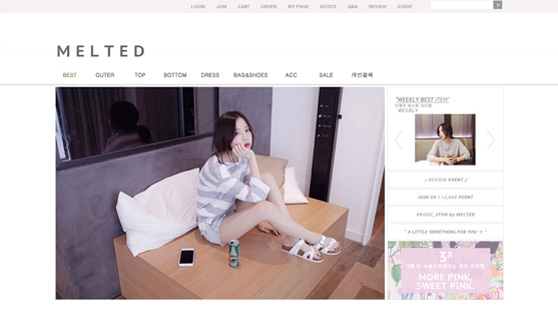 LOGIN JOIN CART ORDER MY PAGE NOTICE Q&A REVIEW EVENT
MELTED
BEST OUTER TOP BOTTOM DRESS BAG&SHOES ACC SALE 개인결제
"WEEKLY BEST ITEM"
WEEKLY
♪ REVIEW EVENT ♪
JOIN US ! +3,000 POINT
#BASIC_ITEM by MELTED
" A LITTLE SOMETHING FOR YOU ☆ "
3X
MORE PINK,
SWEET PINK.